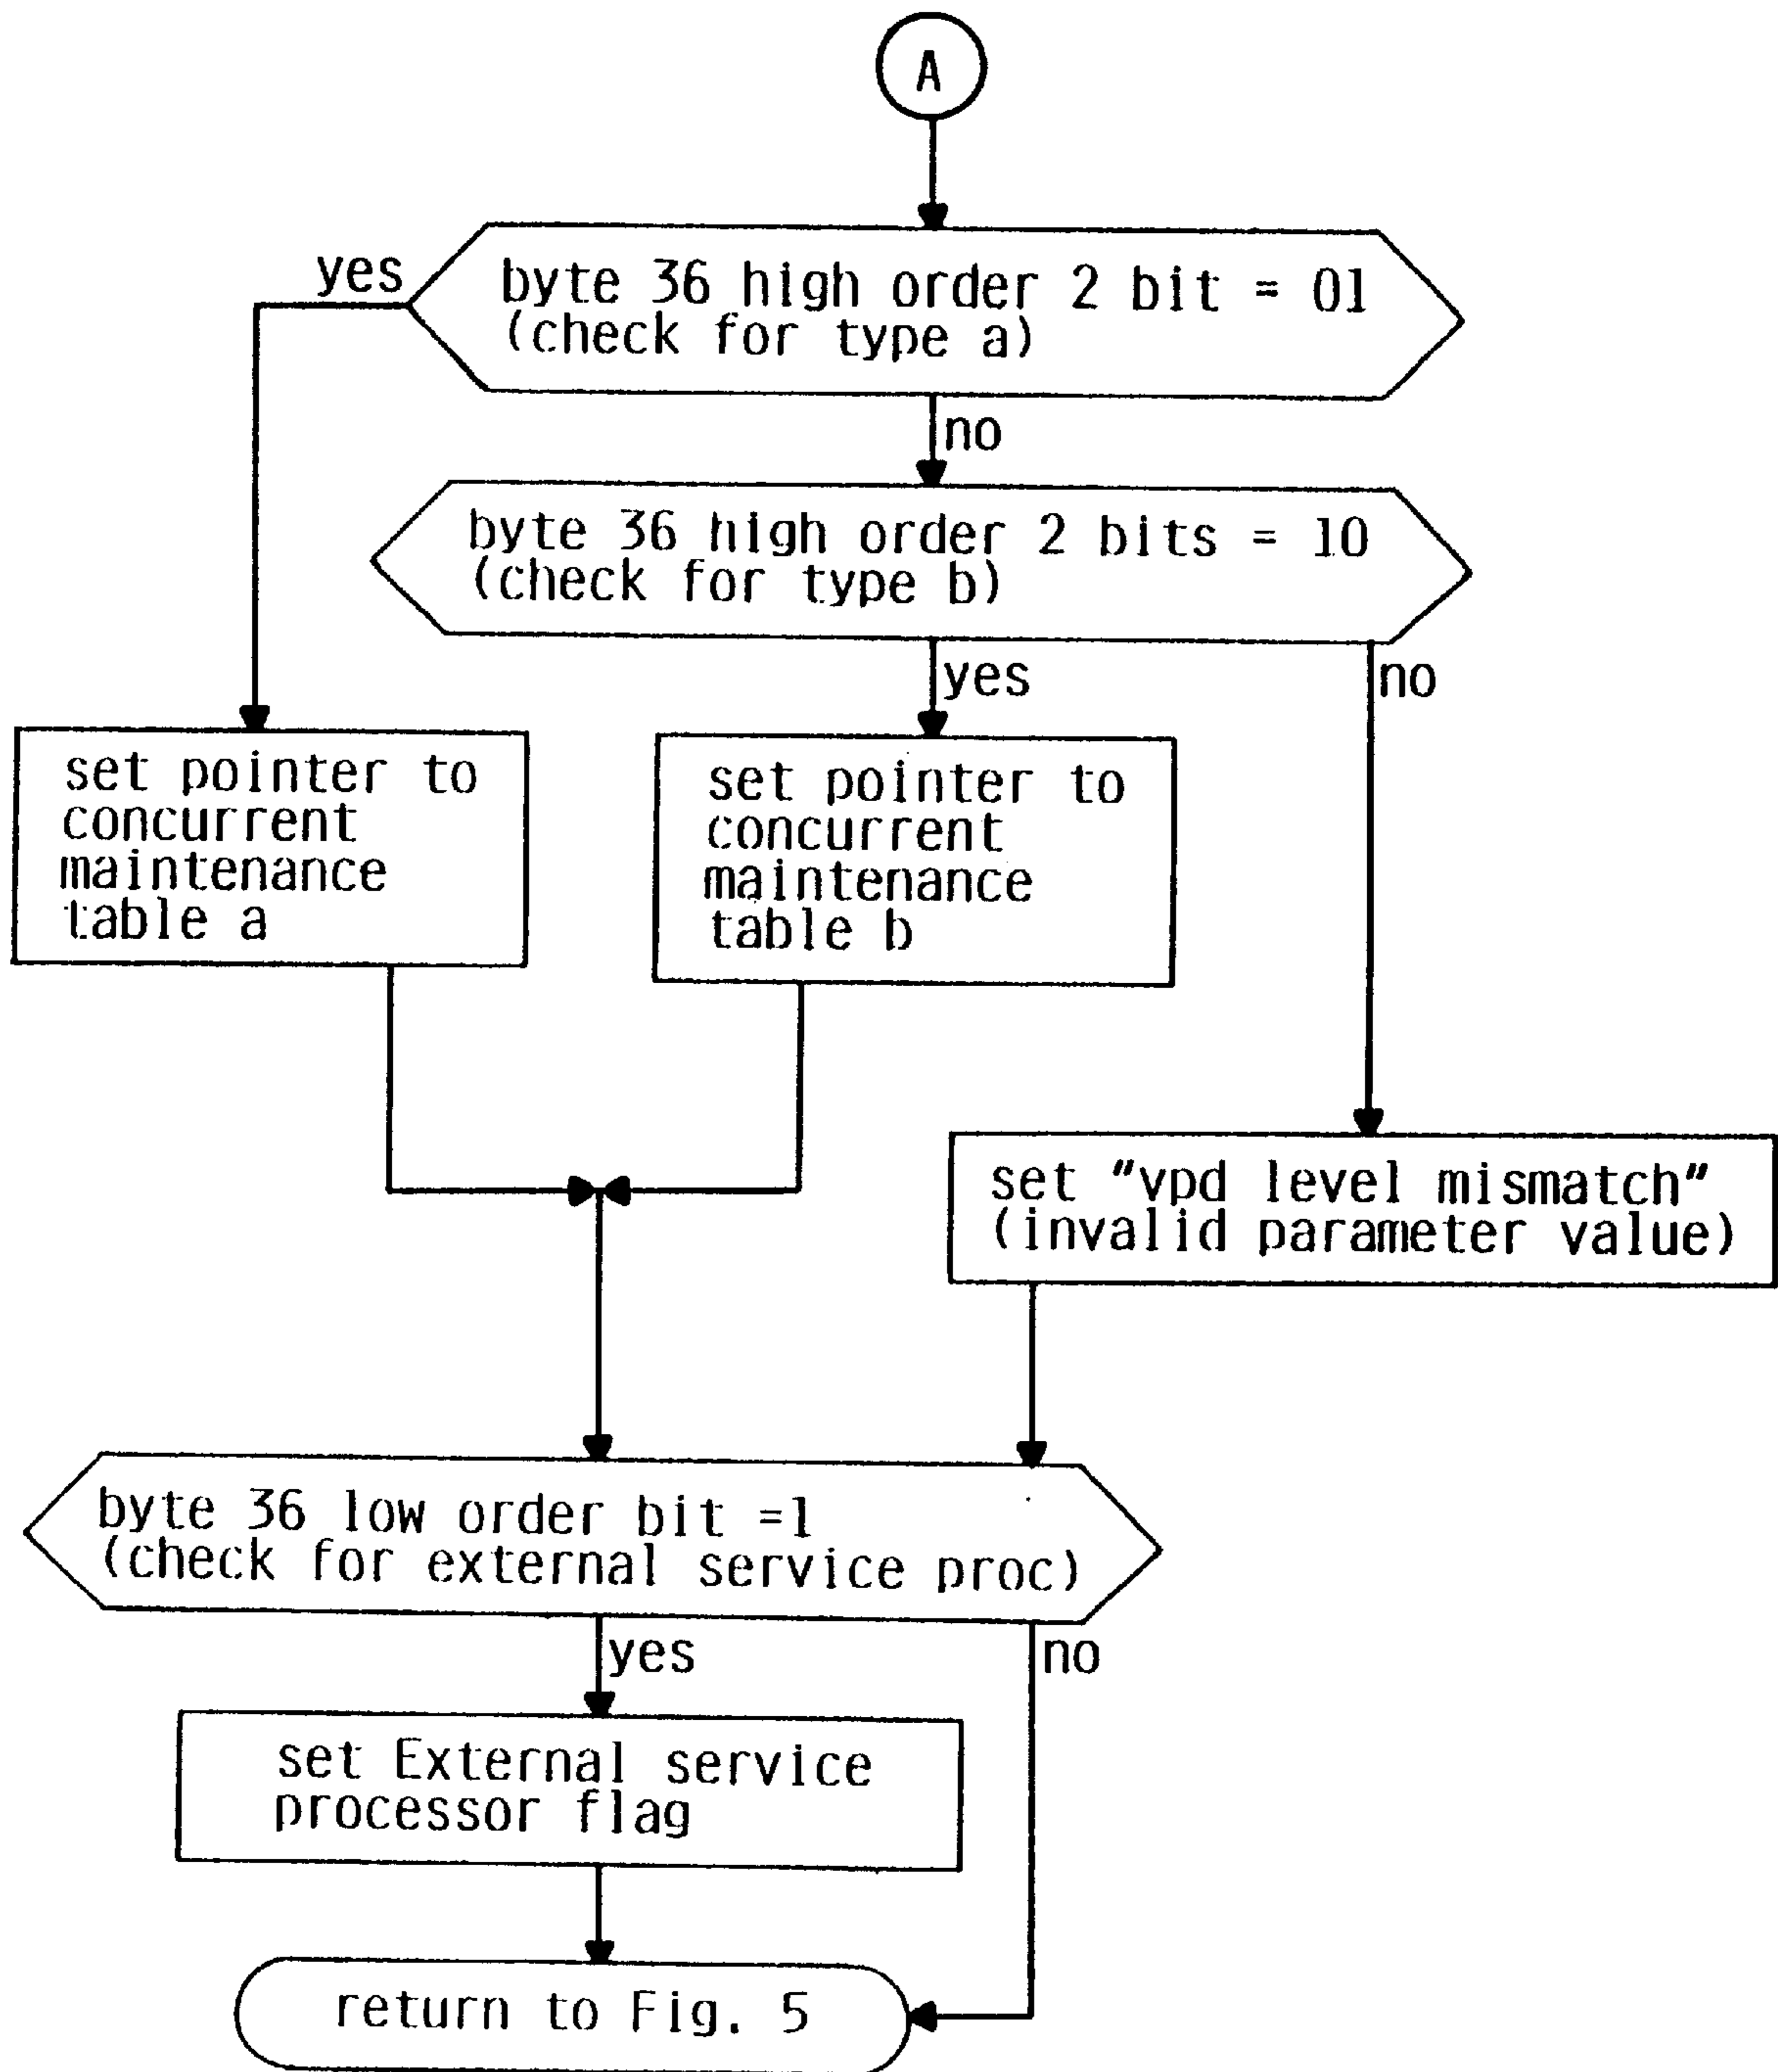 A
yes
byte 36 high order 2 bit = 01
(check for type a)
no
byte 36 high order 2 bits = 10
(check for type b)
yes
no
set pointer to
concurrent
maintenance
table a
set pointer to
concurrent
maintenance
table b
set "vpd level mismatch"
(invalid parameter value)
byte 36 low order bit =1
(check for external service proc)
yes
no
set External service
processor flag
return to Fig. 5